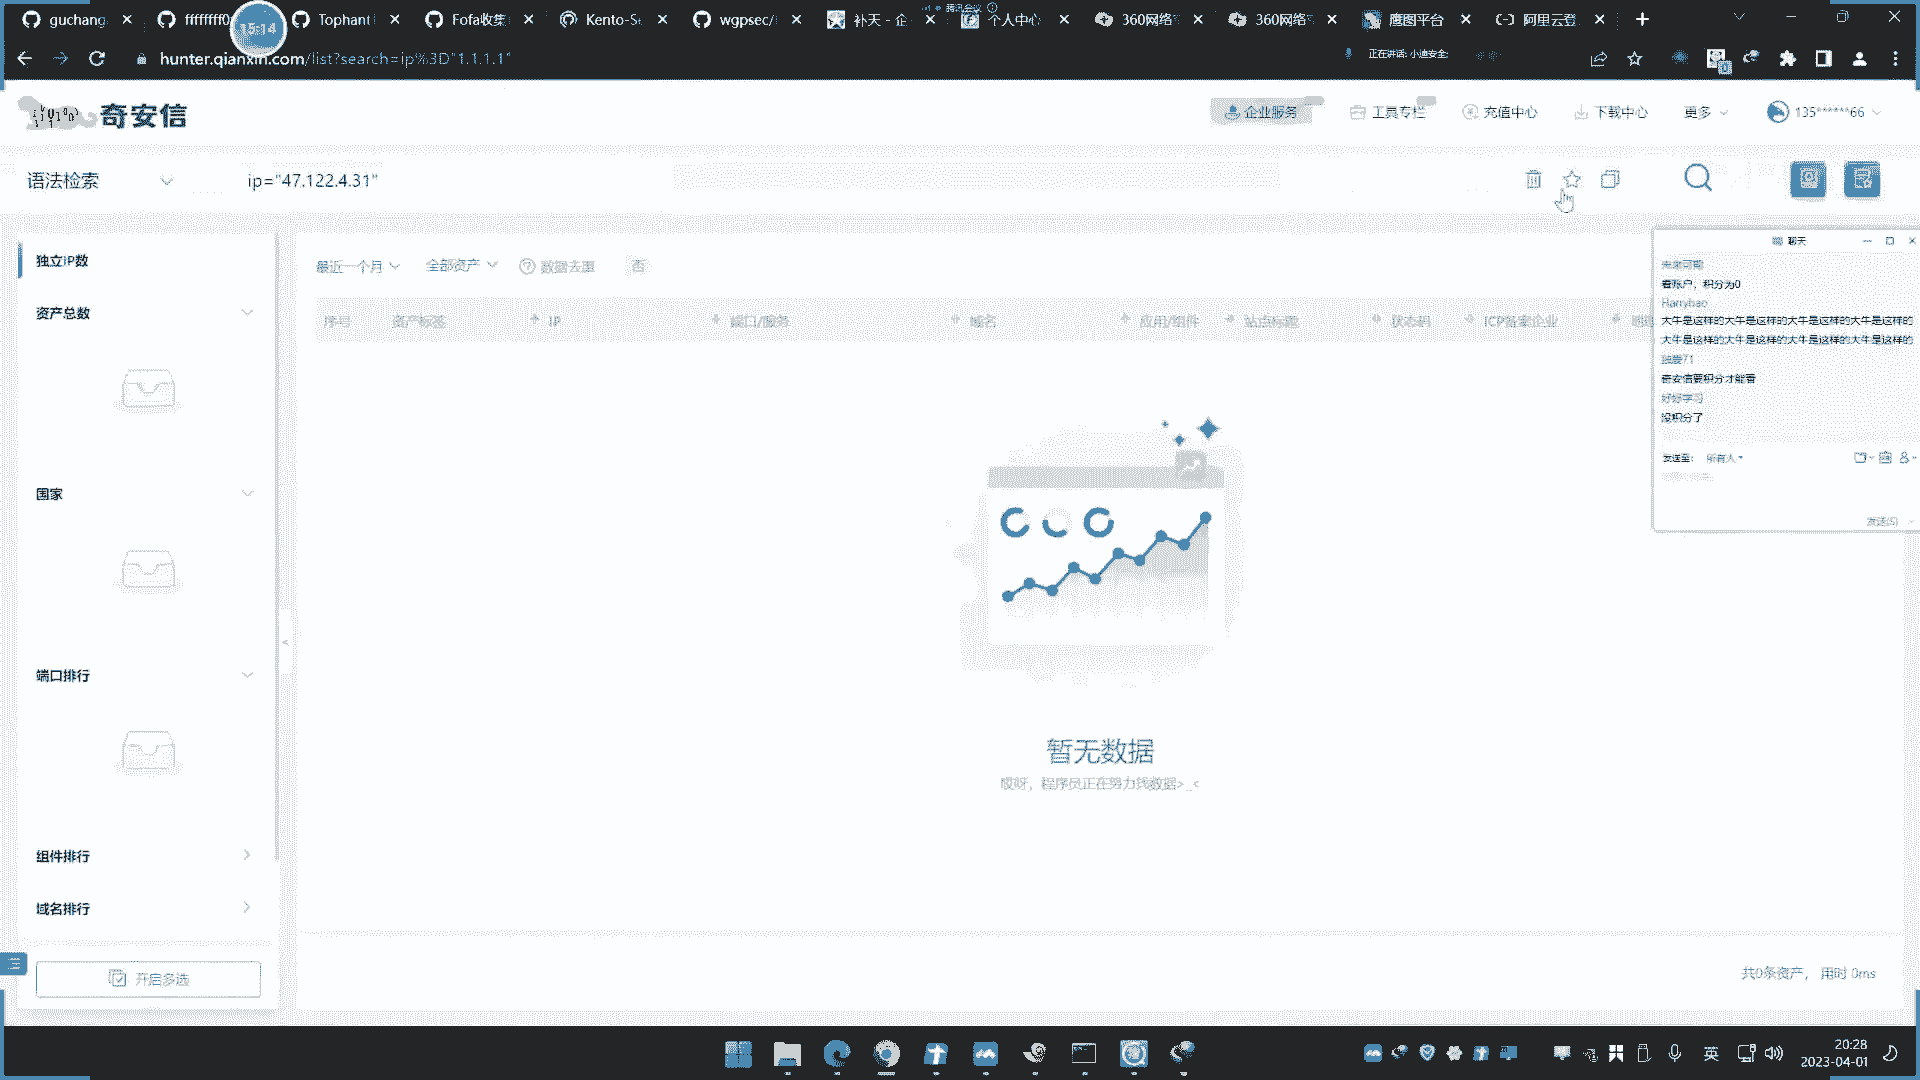 guchang
ffffffff0
15:14
Tophant
Fofa收集
Kento-Se
wgpsec/
补天 - 企
腾讯会议
个人中心
360网络
360网络
鹰图平台
阿里云登
hunter.qianxin.com/list?search=ip%3D"1.1.1.1"
正在讲话: 小迪安全:
奇安信
企业服务
工具专栏
充值中心
下载中心
更多
135******66
语法检索
ip="47.122.4.31"
独立IP数
资产总数
国家
端口排行
组件排行
域名排行
开启多选
最近一个月
全部资产
数据去重
否
序号
资产标签
IP
端口/服务
域名
应用/组件
站点标题
状态码
ICP备案企业
暂无数据
哎呀，程序员正在努力找数据>_<
共0条资产， 用时 0ms
聊天
未来可期
看账户，积分为0
Harryhao
大牛是这样的大牛是这样的大牛是这样的大牛是这样的
大牛是这样的大牛是这样的大牛是这样的大牛是这样的
奇安信要积分才能看
好好学习
没积分了
发送至:
所有人
发送(S)
英
20:28
2023-04-01